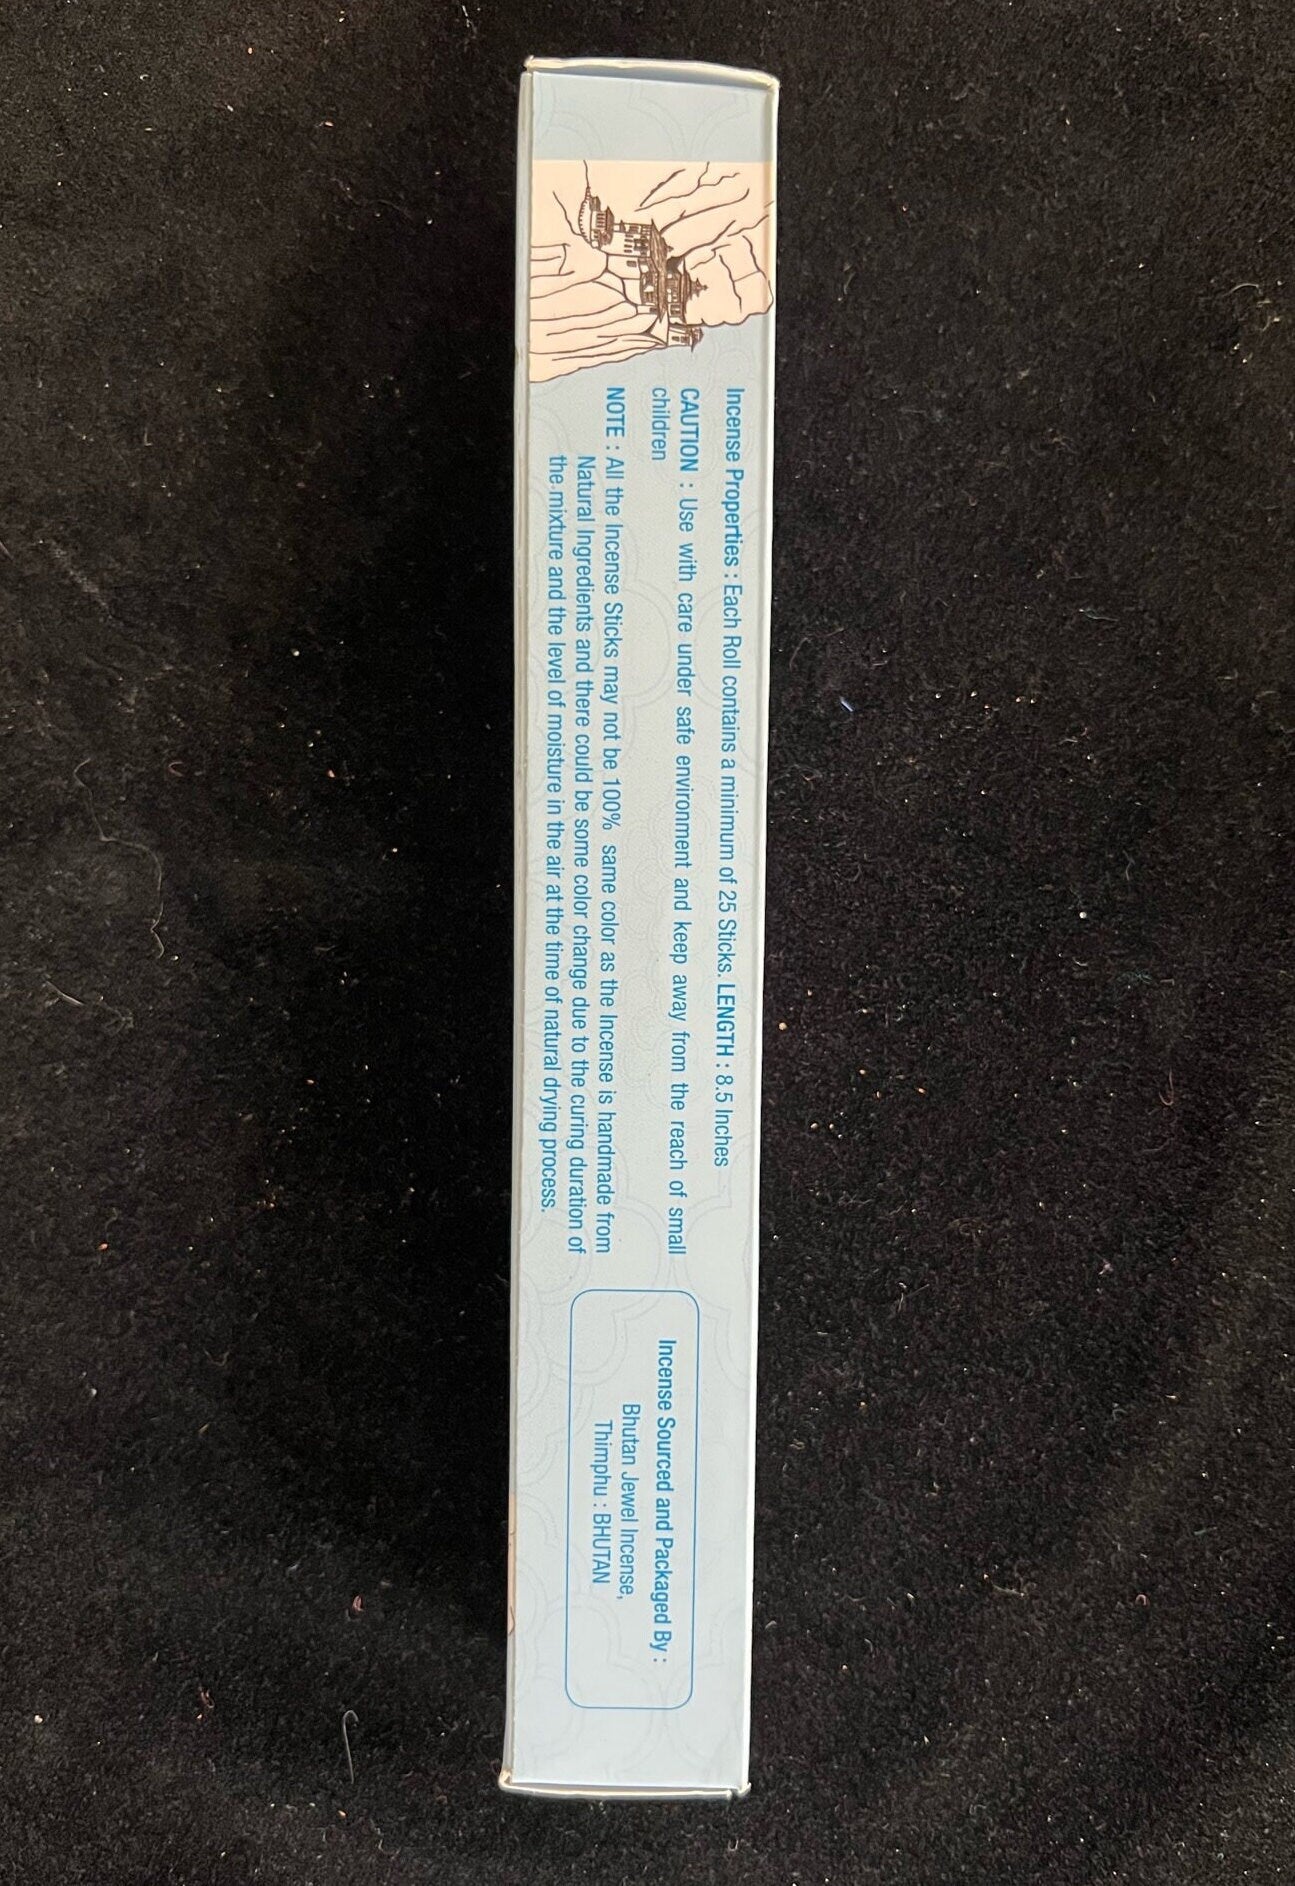 Incense Properties : Each Roll contains a minimum of 25 Sticks. LENGTH : 8.5 Inches
CAUTION : Use with care under safe environment and keep away from the reach of small
children
NOTE : All the Incense Sticks may not be 100% same color as the Incense is handmade from
Natural Ingredients and there could be some color change due to the curing duration of
the mixture and the level of moisture in the air at the time of natural drying process.
Incense Sourced and Packaged By :
Bhutan Jewel Incense,
Thimphu : BHUTAN